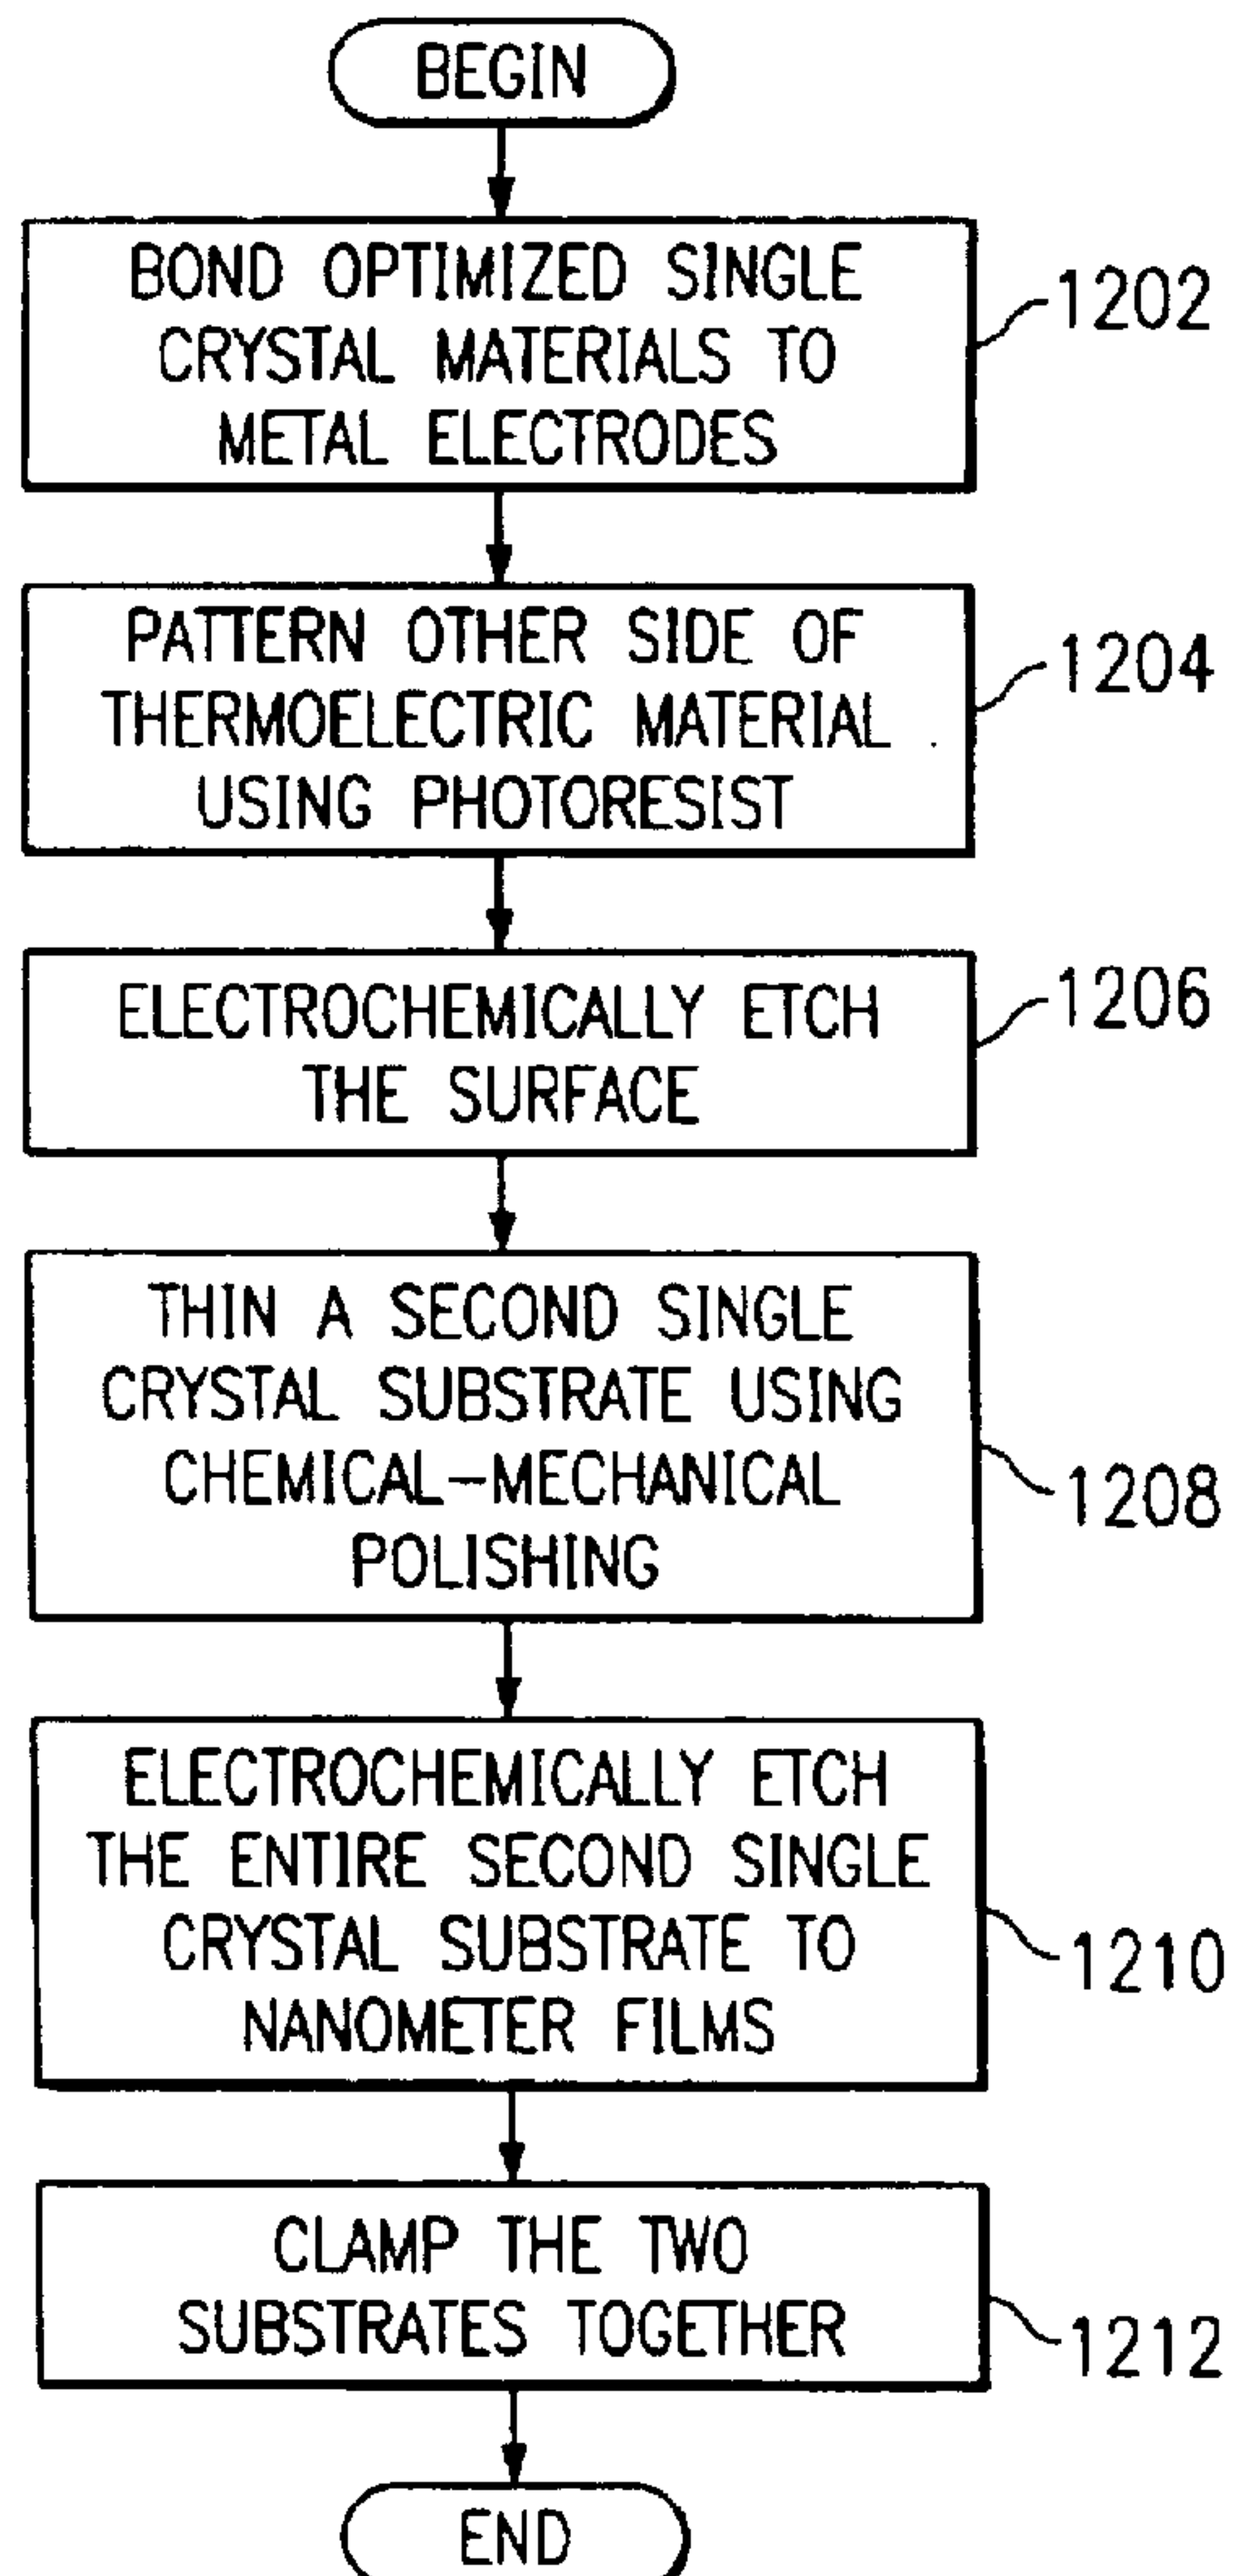 BEGIN
BOND OPTIMIZED SINGLE
CRYSTAL MATERIALS TO
METAL ELECTRODES
1202
PATTERN OTHER SIDE OF
THERMOELECTRIC MATERIAL
USING PHOTORESIST
1204
ELECTROCHEMICALLY ETCH
THE SURFACE
1206
THIN A SECOND SINGLE
CRYSTAL SUBSTRATE USING
CHEMICAL-MECHANICAL
POLISHING
1208
ELECTROCHEMICALLY ETCH
THE ENTIRE SECOND SINGLE
CRYSTAL SUBSTRATE TO
NANOMETER FILMS
1210
CLAMP THE TWO
SUBSTRATES TOGETHER
1212
END